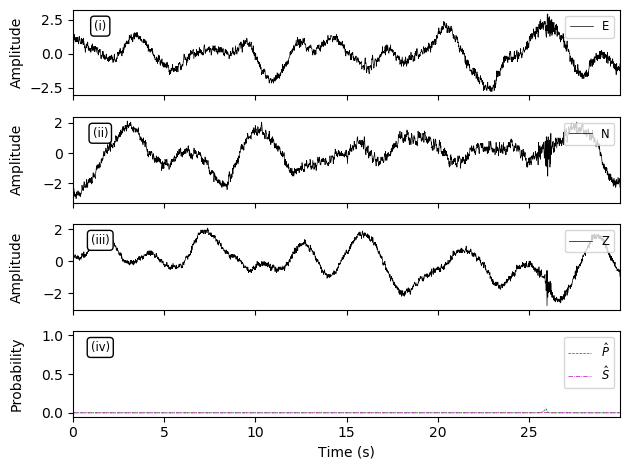 Amplitude
2.5
0.0
−2.5
(i)
E
Amplitude
2
0
−2
(ii)
N
Amplitude
2
0
−2
(iii)
Z
Probability
1.0
0.5
0.0
(iv)
P̂
Ŝ
0 5 10 15 20 25
Time (s)